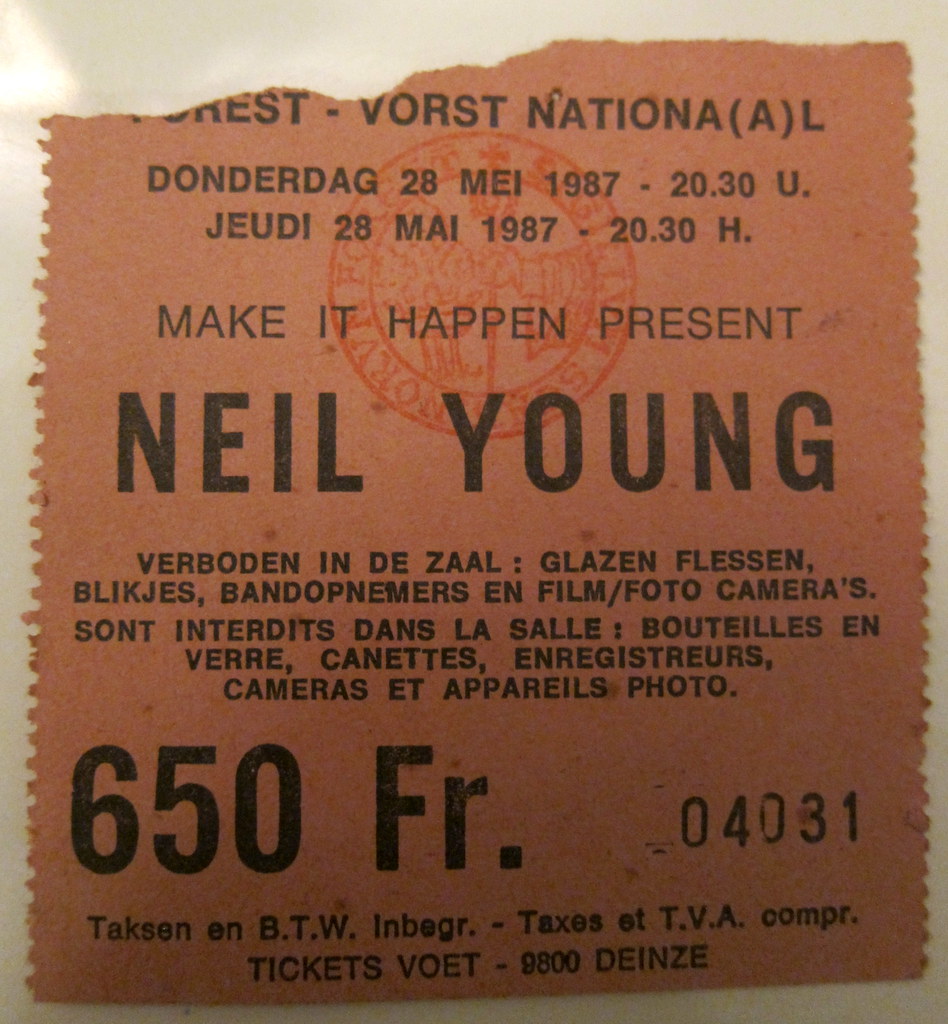 FOREST - VORST NATIONA(A)L
DONDERDAG 28 MEI 1987 - 20.30 U.
JEUDI 28 MAI 1987 - 20.30 H.
MAKE IT HAPPEN PRESENT
NEIL YOUNG
VERBODEN IN DE ZAAL : GLAZEN FLESSEN,
BLIKJES, BANDOPNEMERS EN FILM/FOTO CAMERA'S.
SONT INTERDITS DANS LA SALLE : BOUTEILLES EN
VERRE, CANETTES, ENREGISTREURS,
CAMERAS ET APPAREILS PHOTO.
650 Fr.
04031
Taksen en B.T.W. Inbegr. - Taxes et T.V.A. compr.
TICKETS VOET - 9800 DEINZE